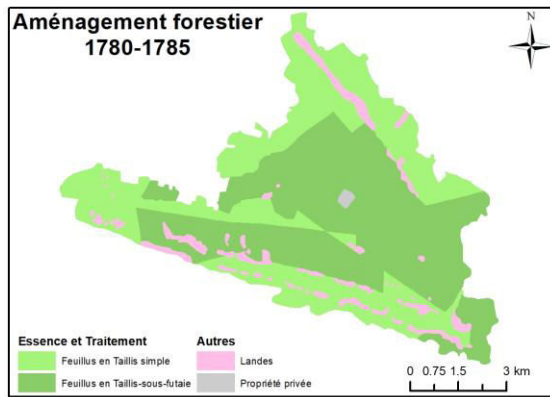 Aménagement forestier
1780-1785
N
Essence et Traitement
Feuillus en Taillis simple
Feuillus en Taillis-sous-futaie
Autres
Landes
Propriété privée
0 0.75 1.5 3 km